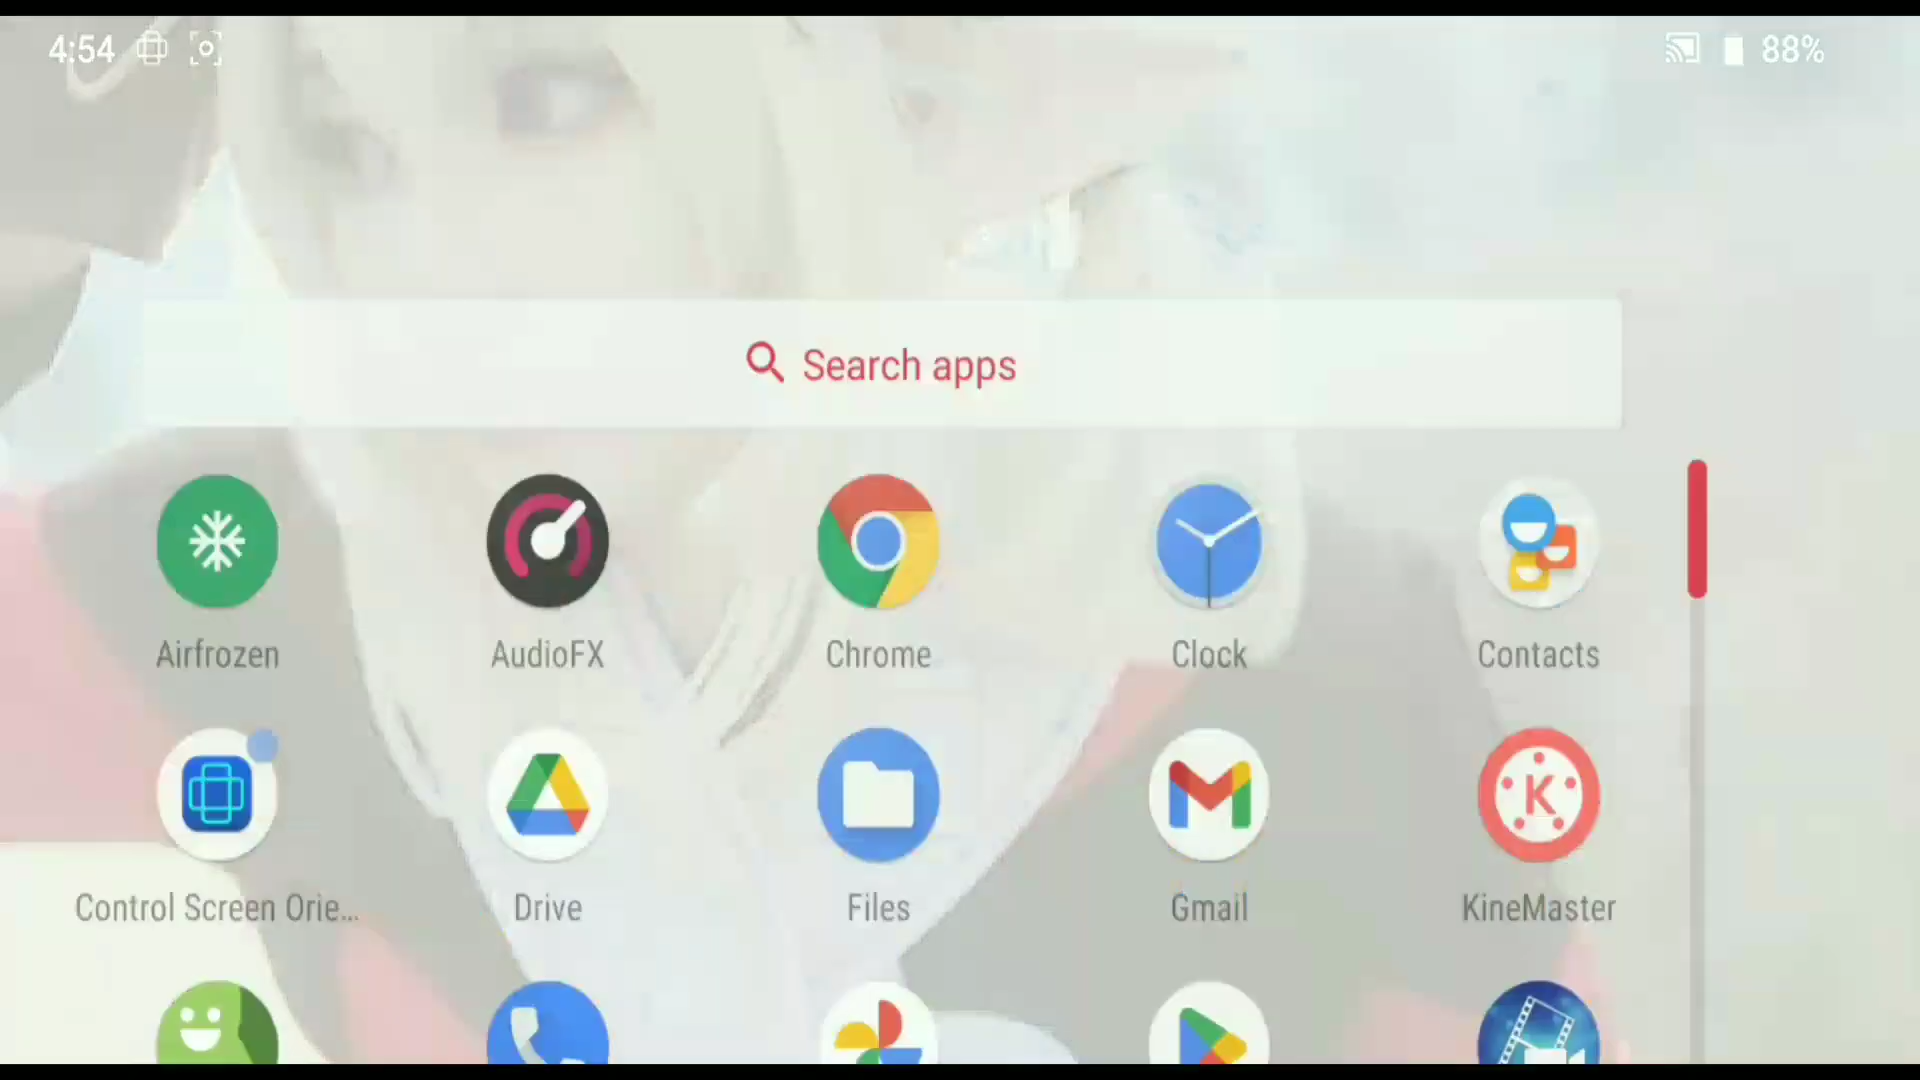 4:54 88%
Search apps
Airfrozen AudioFX Chrome Clock Contacts
Control Screen Orie... Drive Files Gmail KineMaster